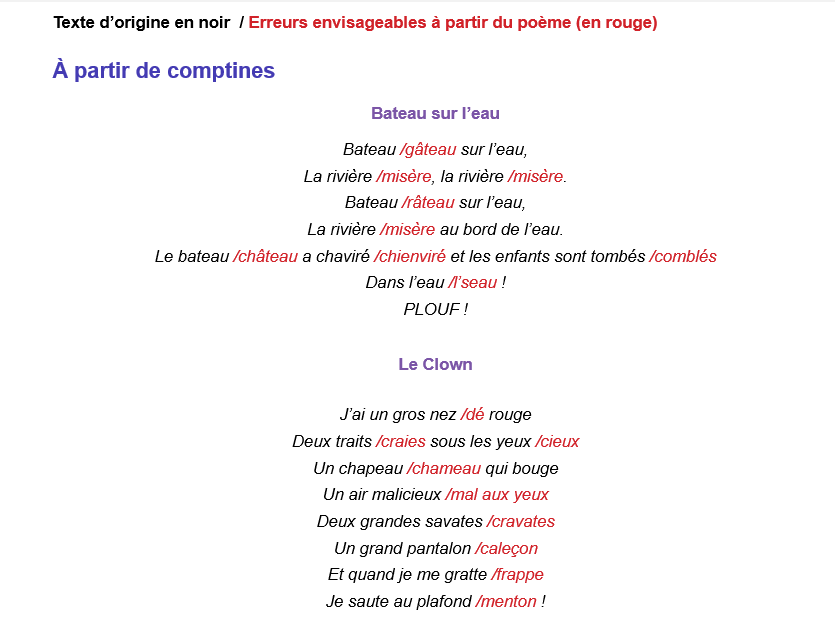 Texte d’origine en noir / Erreurs envisageables à partir du poème (en rouge)
À partir de comptines
Bateau sur l’eau
Bateau /gâteau sur l’eau,
La rivière /misère, la rivière /misère.
Bateau /râteau sur l’eau,
La rivière /misère au bord de l’eau.
Le bateau /château a chaviré /chienviré et les enfants sont tombés /comblés
Dans l’eau /l’seau !
PLOUF !
Le Clown
J’ai un gros nez /dé rouge
Deux traits /craies sous les yeux /cieux
Un chapeau /chameau qui bouge
Un air malicieux /mal aux yeux
Deux grandes savates /cravates
Un grand pantalon /caleçon
Et quand je me gratte /frappe
Je saute au plafond /menton !